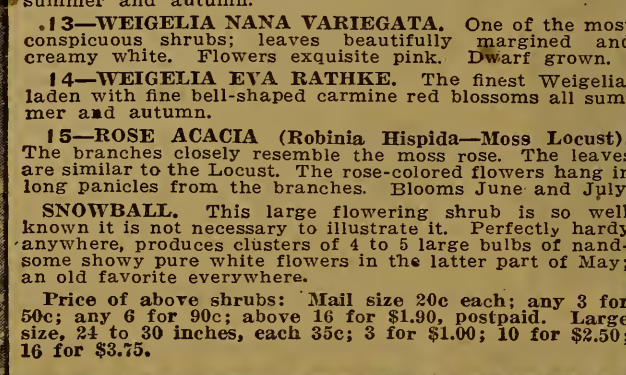 summer and autumn.
13—WEIGELIA NANA VARIEGATA. One of the most
conspicuous shrubs; leaves beautifully margined and
creamy white. Flowers exquisite pink. Dwarf grown.
14—WEIGELIA EVA RATHKE. The finest Weigelia
laden with fine bell-shaped carmine red blossoms all sum
mer and autumn.
15—ROSE ACACIA (Robinia Hispida—Moss Locust)
The branches closely resemble the moss rose. The leaves
are similar to the Locust. The rose-colored flowers hang in
long panicles from the branches. Blooms June and July
SNOWBALL. This large flowering shrub is so well
known it is not necessary to illustrate it. Perfectly hardy
anywhere, produces clusters of 4 to 5 large bulbs of nand-
some showy pure white flowers in the latter part of May;
an old favorite everywhere.
Price of above shrubs: Mail size 20c each; any 3 for
50c; any 6 for 90c; above 16 for $1.90, postpaid. Large
size, 24 to 30 inches, each 35c; 3 for $1.00; 10 for $2.50;
16 for $3.75.